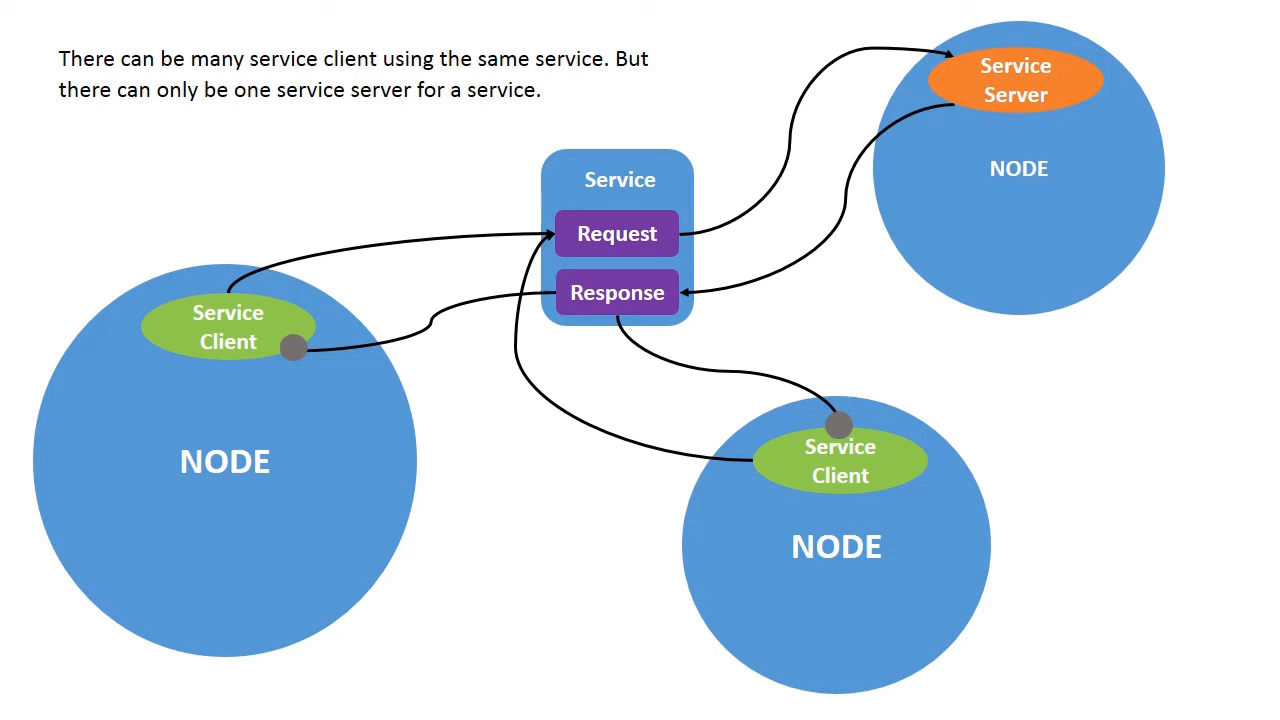 There can be many service client using the same service. But
there can only be one service server for a service.
Service
Server
NODE
Service
Request
Response
Service
Client
NODE
Service
Client
NODE